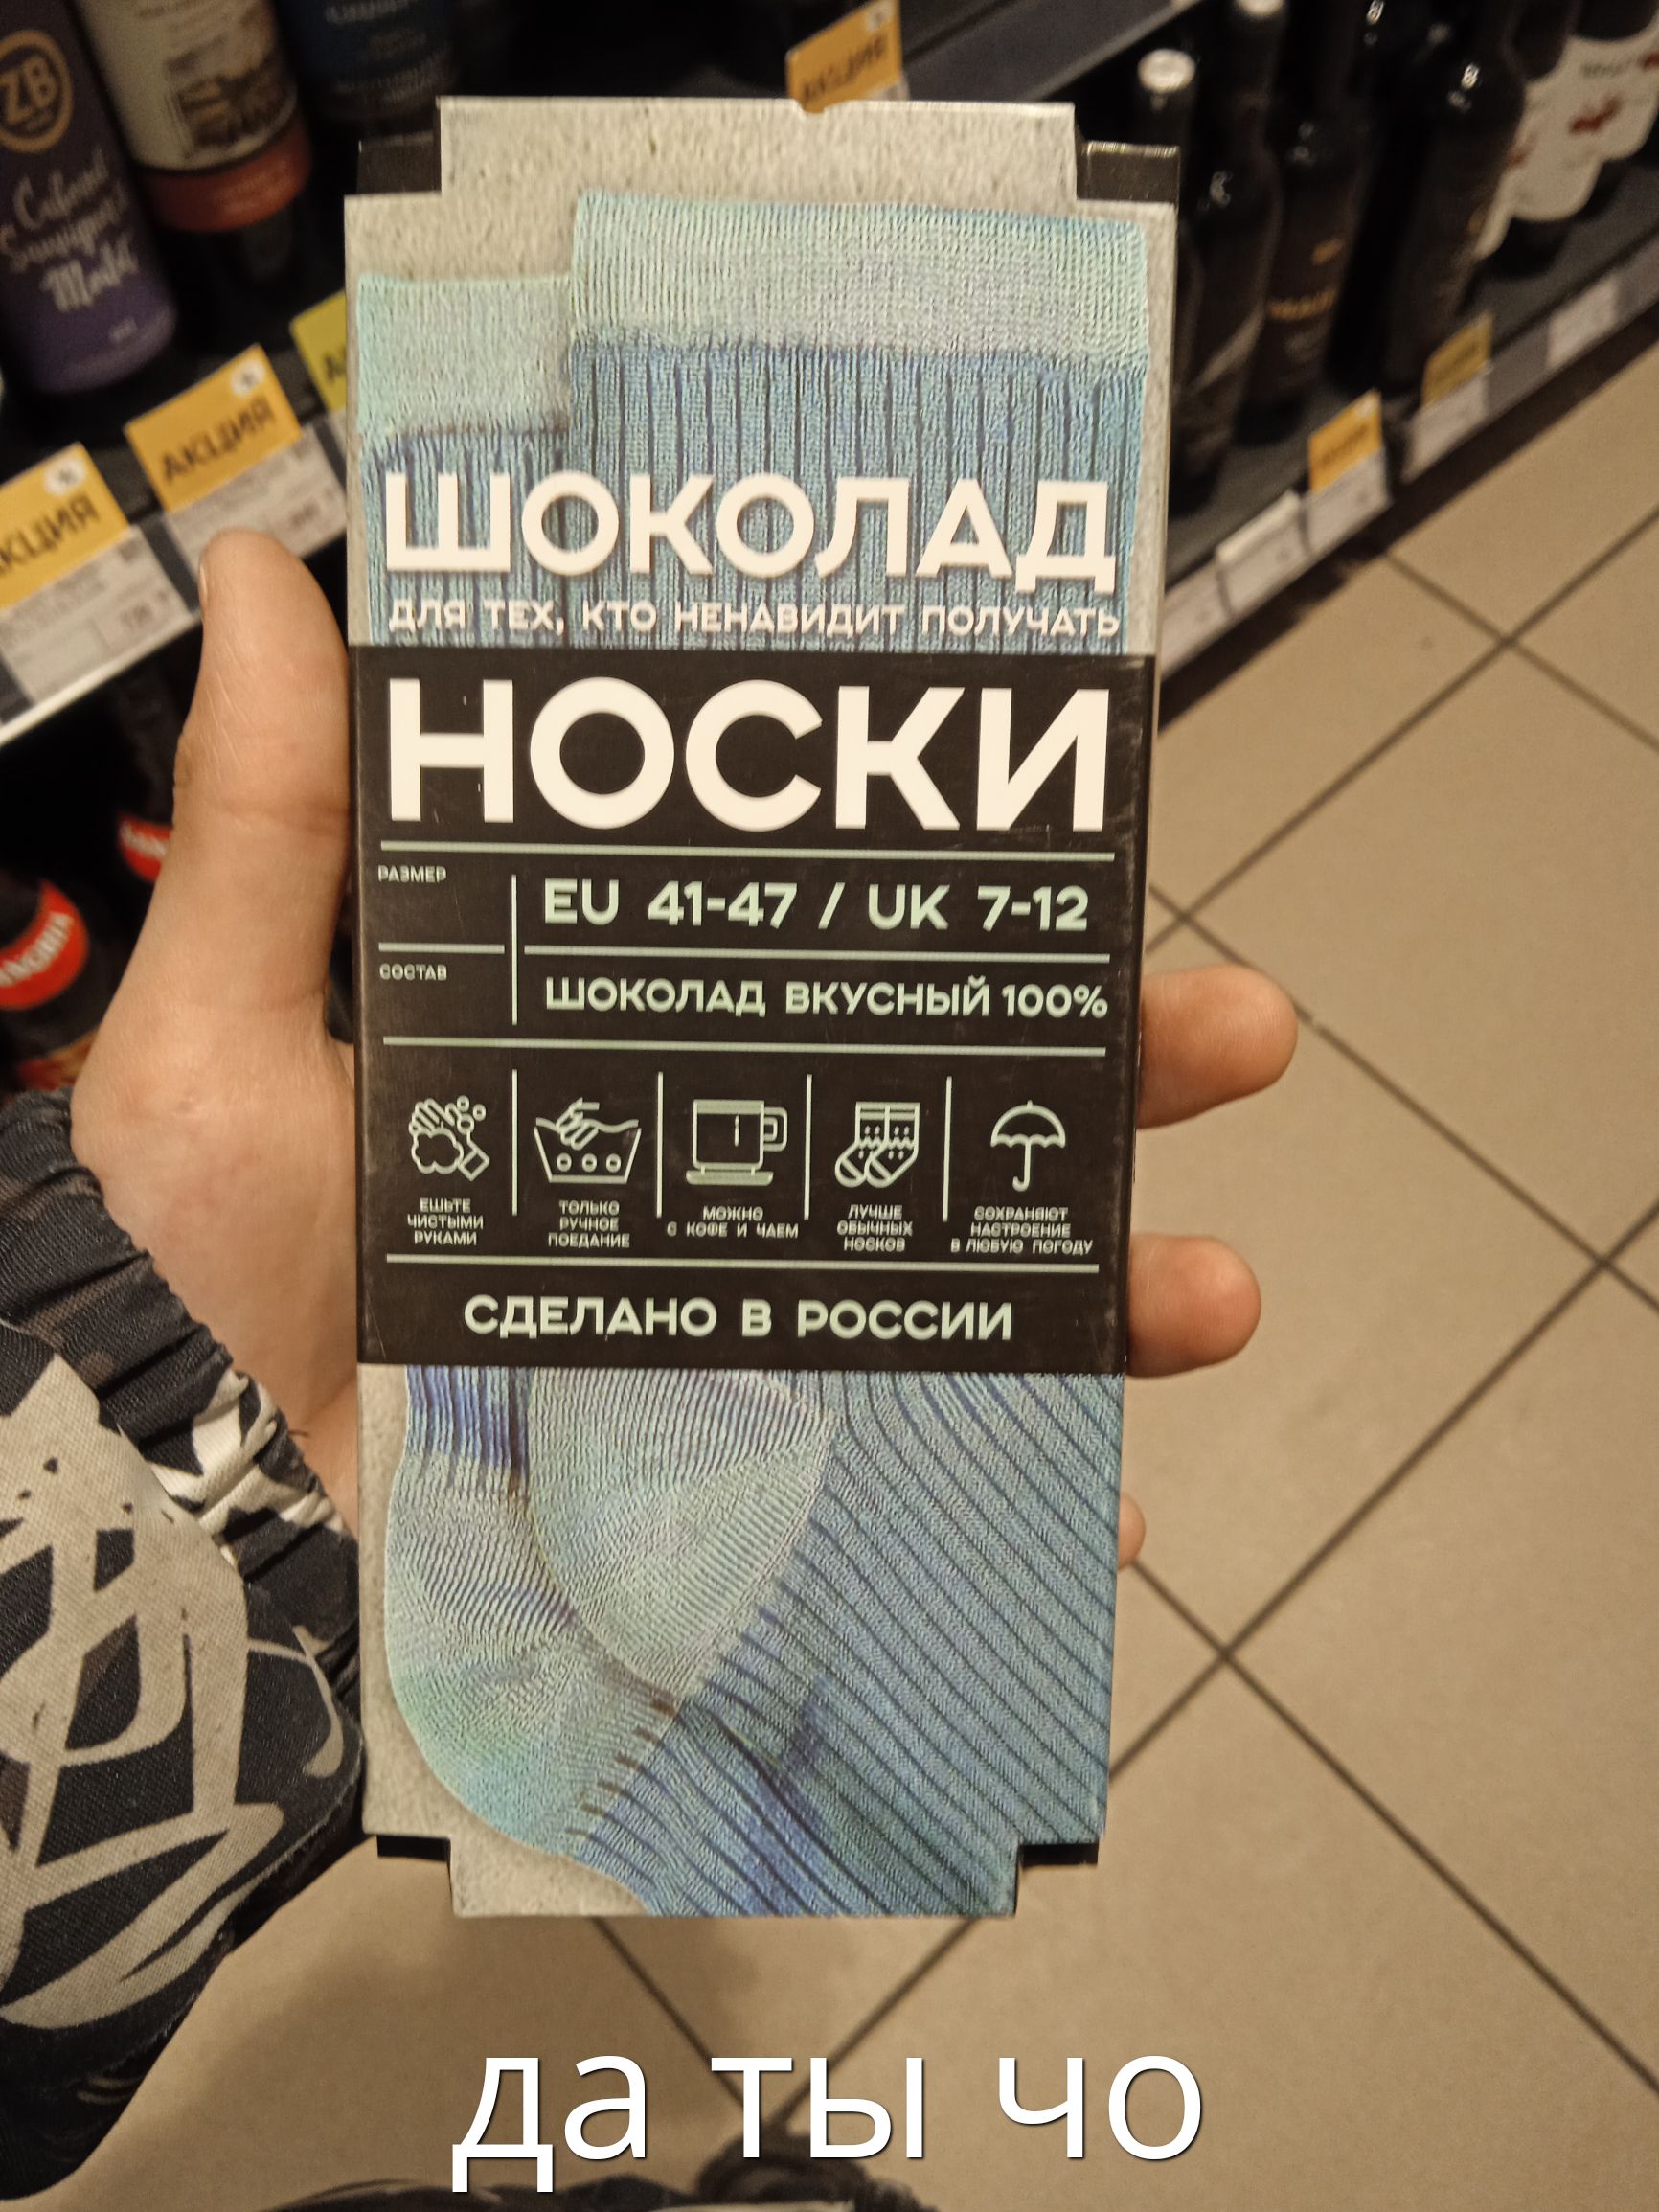 АКЦИЯ
ZB
АКЦИЯ
ШОКОЛАД
ДЛЯ ТЕХ, КТО НЕНАВИДИТ ПОЛУЧАТЬ
НОСКИ
РАЗМЕР
EU 41-47 / UK 7-12
СОСТАВ
ШОКОЛАД ВКУСНЫЙ 100%
ЕШЬТЕ
ЧИСТЫМИ
РУКАМИ
ТОЛЬКО
РУЧНОЕ
ПОЕДАНИЕ
МОЖНО
С КОФЕ И ЧАЕМ
ЛУЧШЕ
ОБЫЧНЫХ
НОСКОВ
СОХРАНЯЮТ
НАСТРОЕНИЕ
В ЛЮБУЮ ПОГОДУ
СДЕЛАНО В РОССИИ
да ты чо